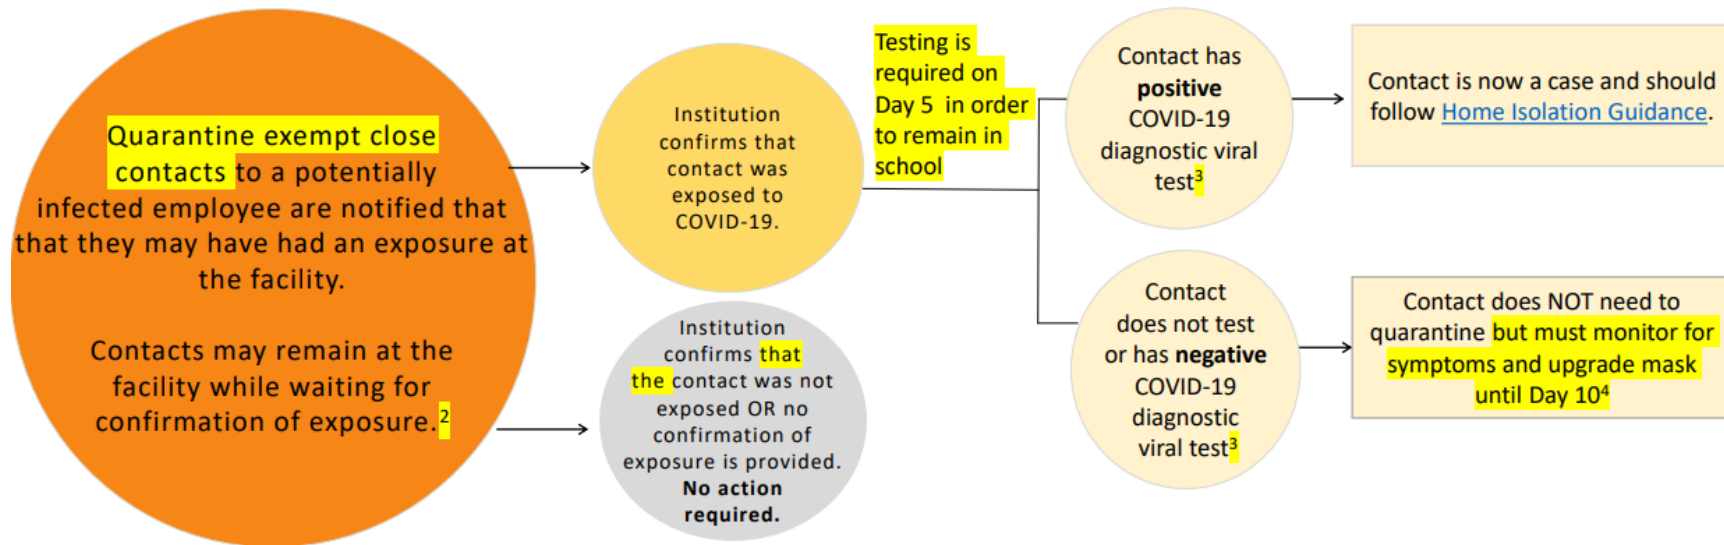 Quarantine exempt close
contacts to a potentially
infected employee are notified that
that they may have had an exposure at
the facility.
Contacts may remain at the
facility while waiting for
confirmation of exposure.2
Institution
confirms that
contact was
exposed to
COVID-19.
Institution
confirms that
the contact was not
exposed OR no
confirmation of
exposure is provided.
No action
required.
Testing is
required on
Day 5 in order
to remain in
school
Contact has
positive
COVID-19
diagnostic viral
test3
Contact is now a case and should
follow Home Isolation Guidance.
Contact
does not test
or has negative
COVID-19
diagnostic
viral test3
Contact does NOT need to
quarantine but must monitor for
symptoms and upgrade mask
until Day 104